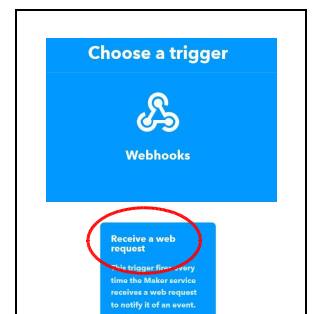 Choose a trigger
Webhooks
Receive a web
request
This trigger fires every
time the Maker service
receives a web request
to notify it of an event.